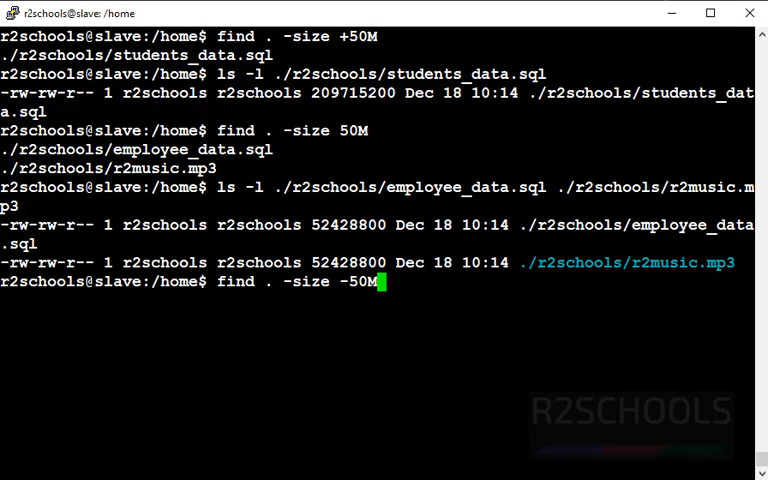 r2schools@slave: /home
r2schools@slave:/home$ find . -size +50M
./r2schools/students_data.sql
r2schools@slave:/home$ ls -l ./r2schools/students_data.sql
-rw-rw-r-- 1 r2schools r2schools 209715200 Dec 18 10:14 ./r2schools/students_dat
a.sql
r2schools@slave:/home$ find . -size 50M
./r2schools/employee_data.sql
./r2schools/r2music.mp3
r2schools@slave:/home$ ls -l ./r2schools/employee_data.sql ./r2schools/r2music.m
p3
-rw-rw-r-- 1 r2schools r2schools 52428800 Dec 18 10:14 ./r2schools/employee_data
.sql
-rw-rw-r-- 1 r2schools r2schools 52428800 Dec 18 10:14 ./r2schools/r2music.mp3
r2schools@slave:/home$ find . -size -50M
R2SCHOOLS